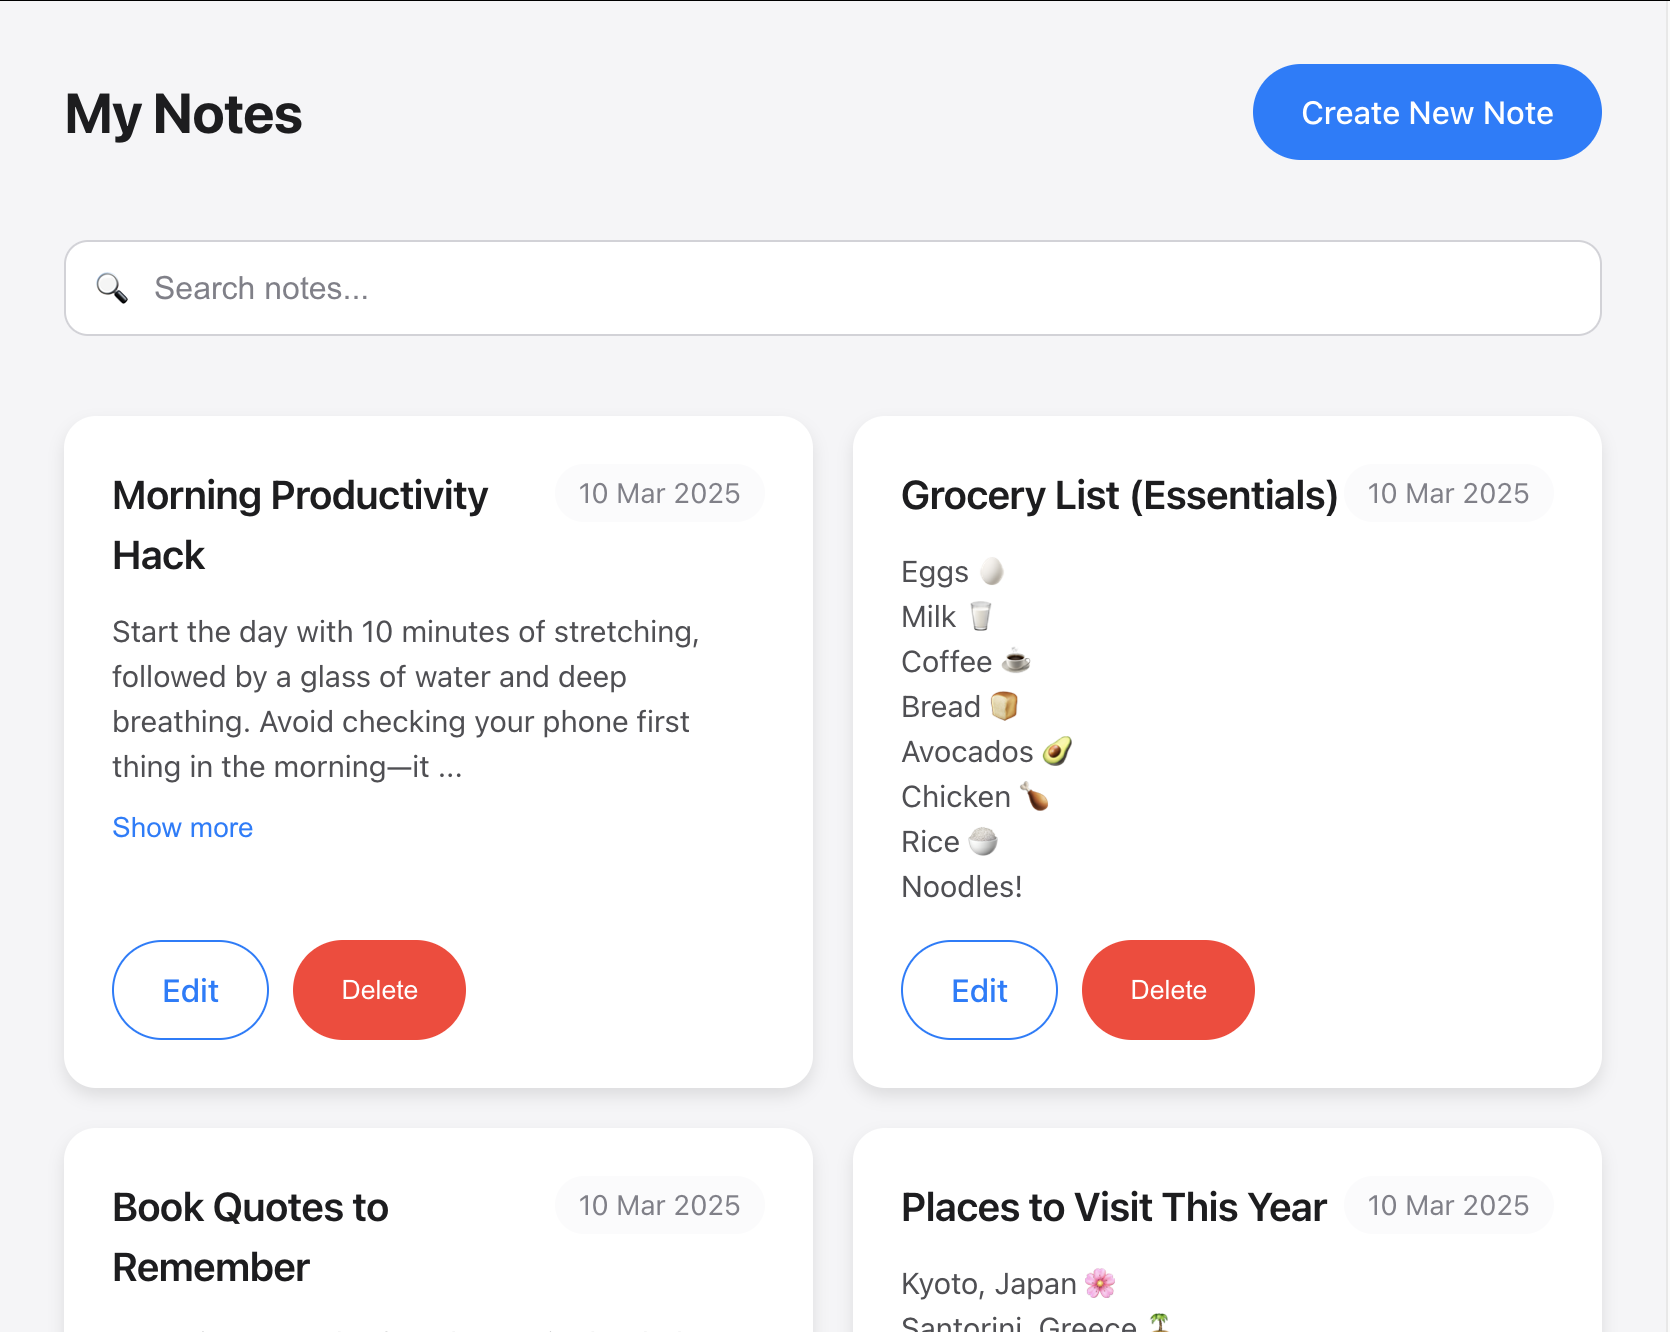 My Notes
Create New Note
🔍 Search notes...
Morning Productivity
Hack
10 Mar 2025
Start the day with 10 minutes of stretching,
followed by a glass of water and deep
breathing. Avoid checking your phone first
thing in the morning—it ...
Show more
Edit
Delete
Grocery List (Essentials)
10 Mar 2025
Eggs 🥚
Milk 🥛
Coffee ☕
Bread 🍞
Avocados 🥑
Chicken 🍗
Rice 🍚
Noodles!
Edit
Delete
Book Quotes to
Remember
10 Mar 2025
Places to Visit This Year
10 Mar 2025
Kyoto, Japan 🌸
Santorini, Greece 🏝️